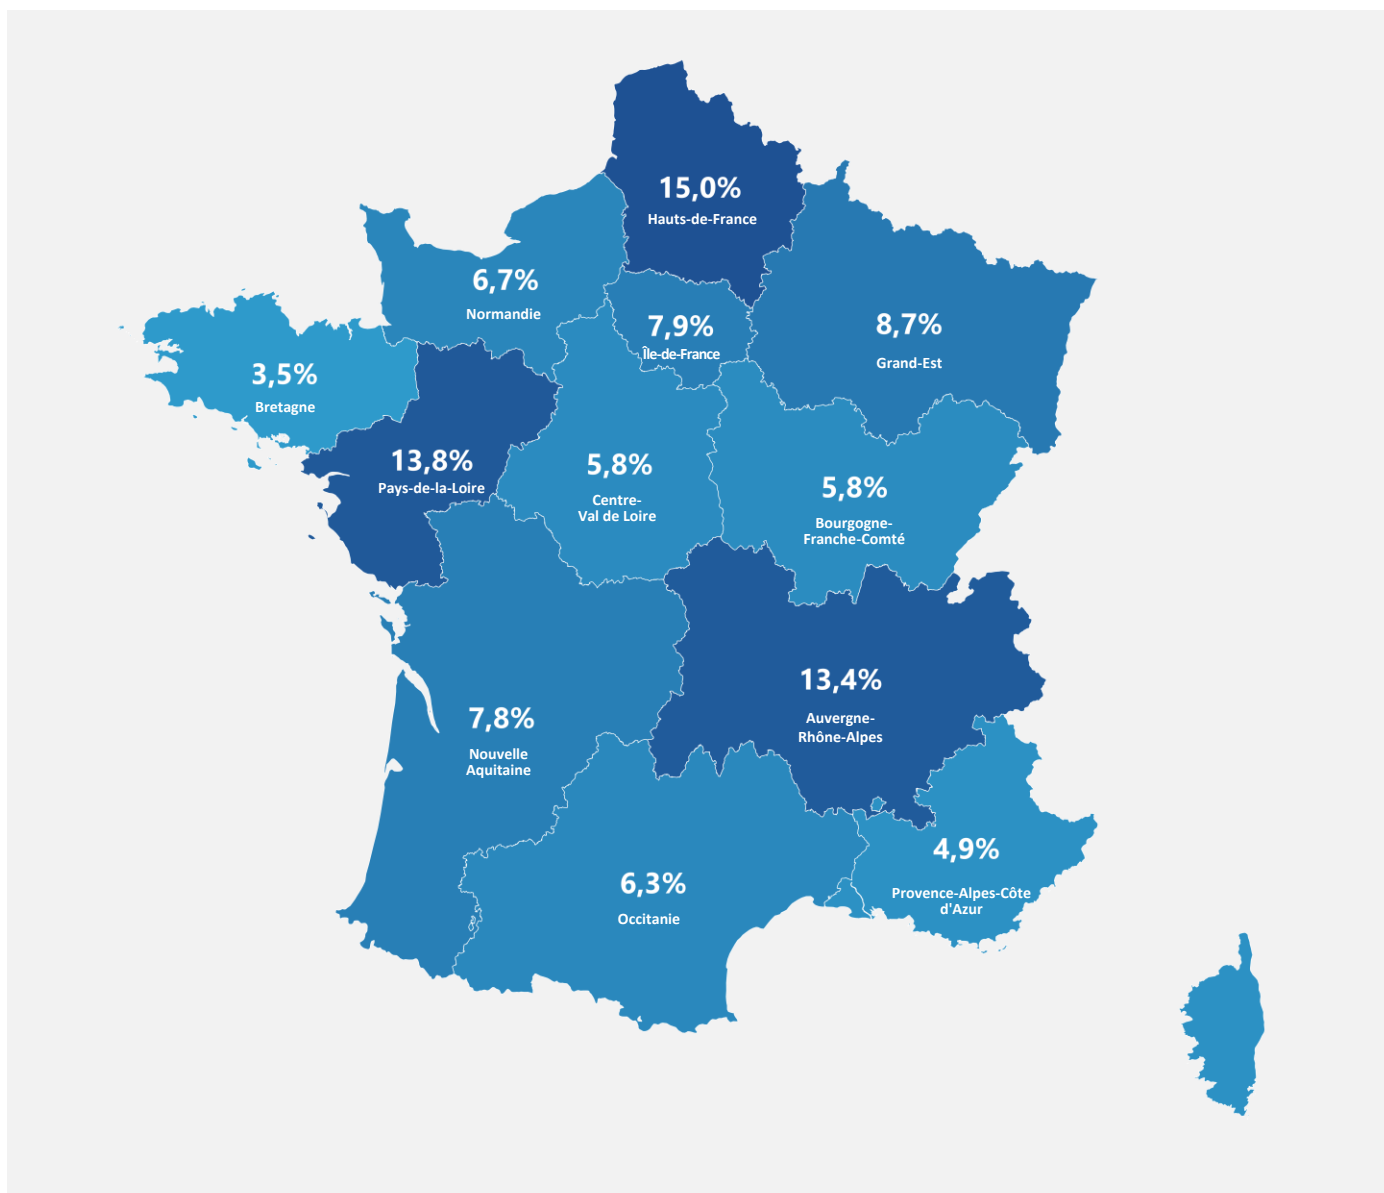 15,0%
Hauts-de-France
6,7%
Normandie
7,9%
Île-de-France
8,7%
Grand-Est
3,5%
Bretagne
13,8%
Pays-de-la-Loire
5,8%
Centre-
Val de Loire
5,8%
Bourgogne-
Franche-Comté
13,4%
Auvergne-
Rhône-Alpes
7,8%
Nouvelle
Aquitaine
4,9%
Provence-Alpes-Côte
d'Azur
6,3%
Occitanie